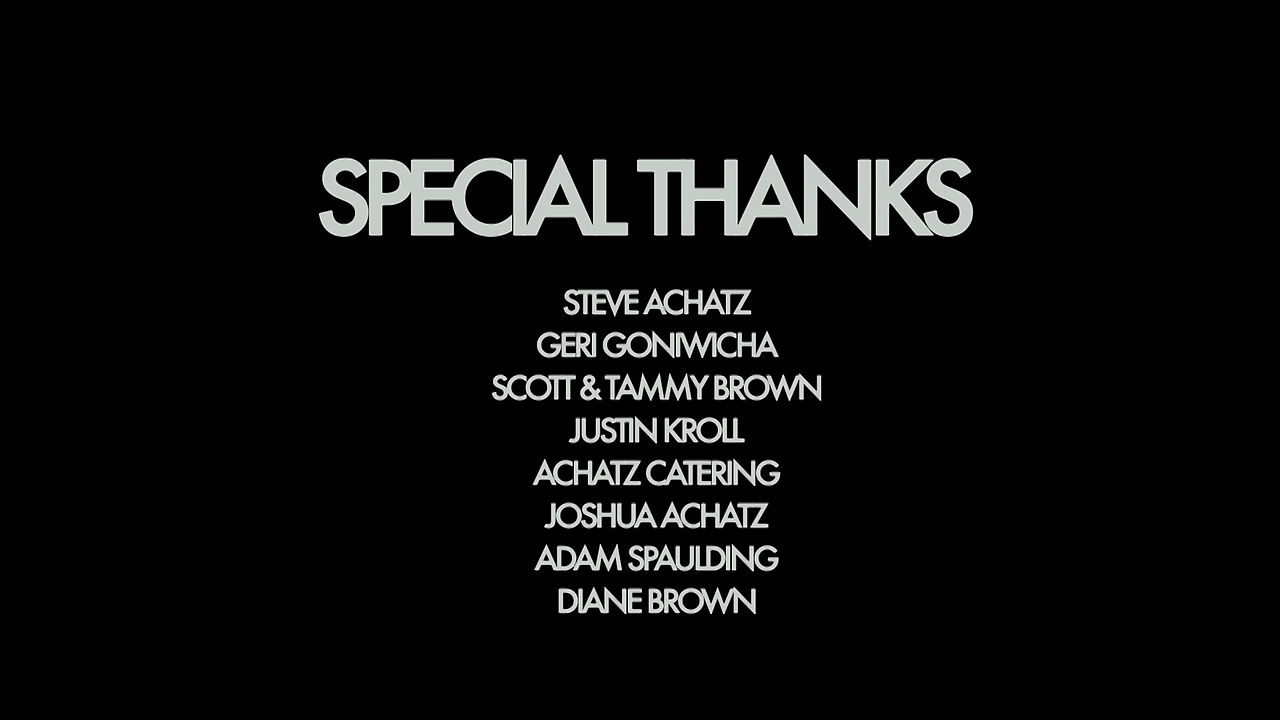 SPECIAL THANKS
STEVE ACHATZ
GERI GONIWICHA
SCOTT & TAMMY BROWN
JUSTIN KROLL
ACHATZ CATERING
JOSHUA ACHATZ
ADAM SPAULDING
DIANE BROWN